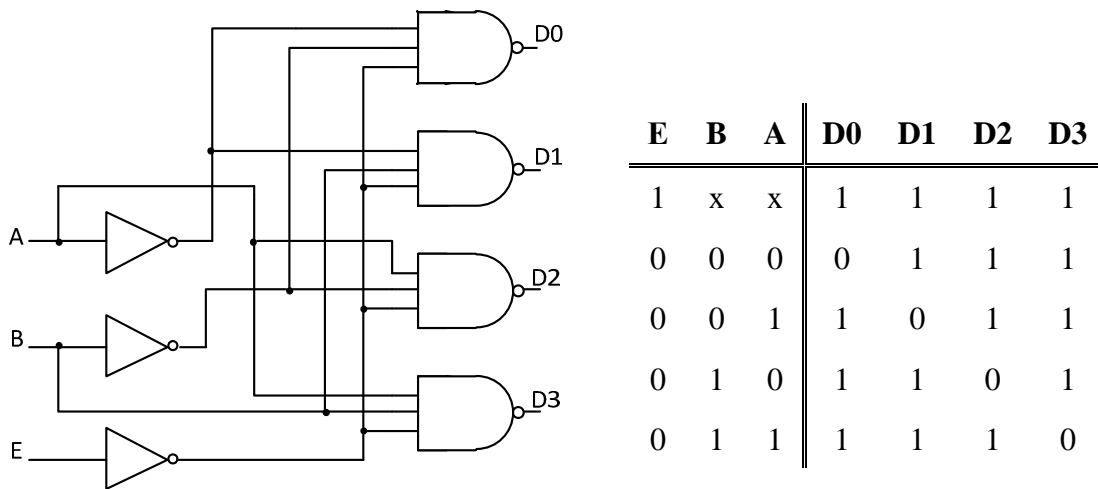 D0
D1
A
D2
B
D3
E
E B A D0 D1 D2 D3
1 x x 1 1 1 1
0 0 0 0 1 1 1
0 0 1 1 0 1 1
0 1 0 1 1 0 1
0 1 1 1 1 1 0